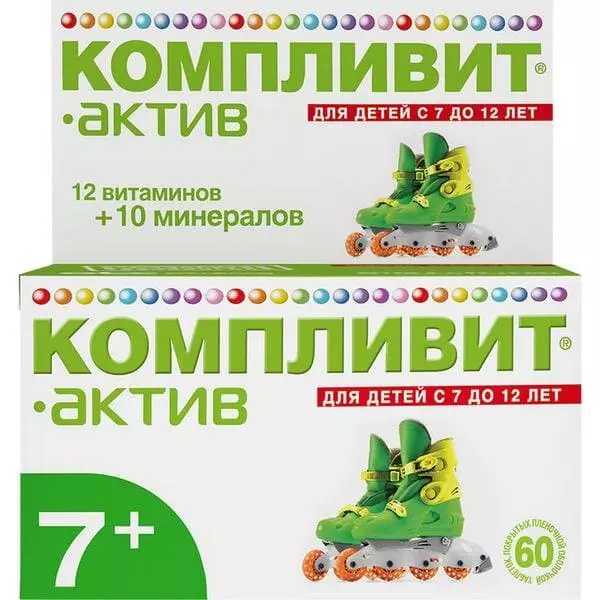 КОМПЛИВИТ®
•актив
ДЛЯ ДЕТЕЙ С 7 ДО 12 ЛЕТ
12 витаминов
+10 минералов
КОМПЛИВИТ®
•актив
ДЛЯ ДЕТЕЙ С 7 ДО 12 ЛЕТ
7+
60
ТАБЛЕТОК, ПОКРЫТЫХ ПЛЕНОЧНОЙ ОБОЛОЧКОЙ